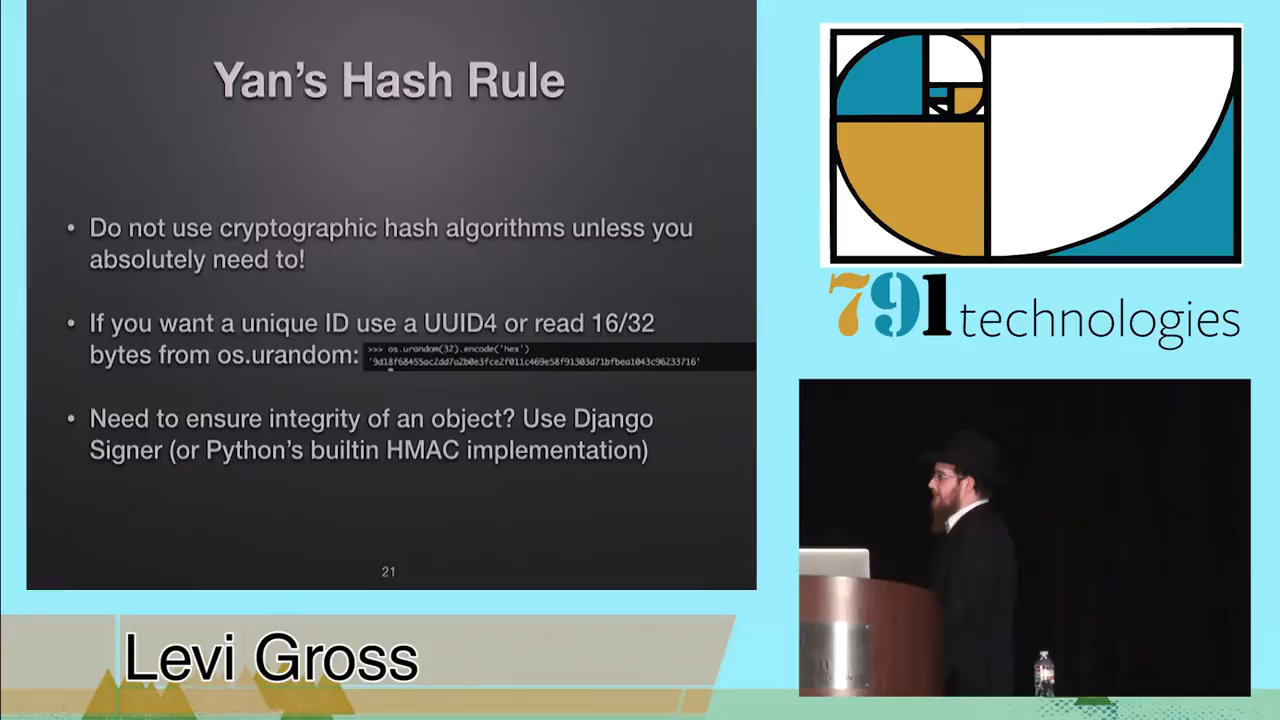 Yan's Hash Rule
• Do not use cryptographic hash algorithms unless you
absolutely need to!
• If you want a unique ID use a UUID4 or read 16/32
bytes from os.urandom:
>>> os.urandom(32).encode('hex')
• Need to ensure integrity of an object? Use Django
Signer (or Python's builtin HMAC implementation)
21
791 technologies
Levi Gross